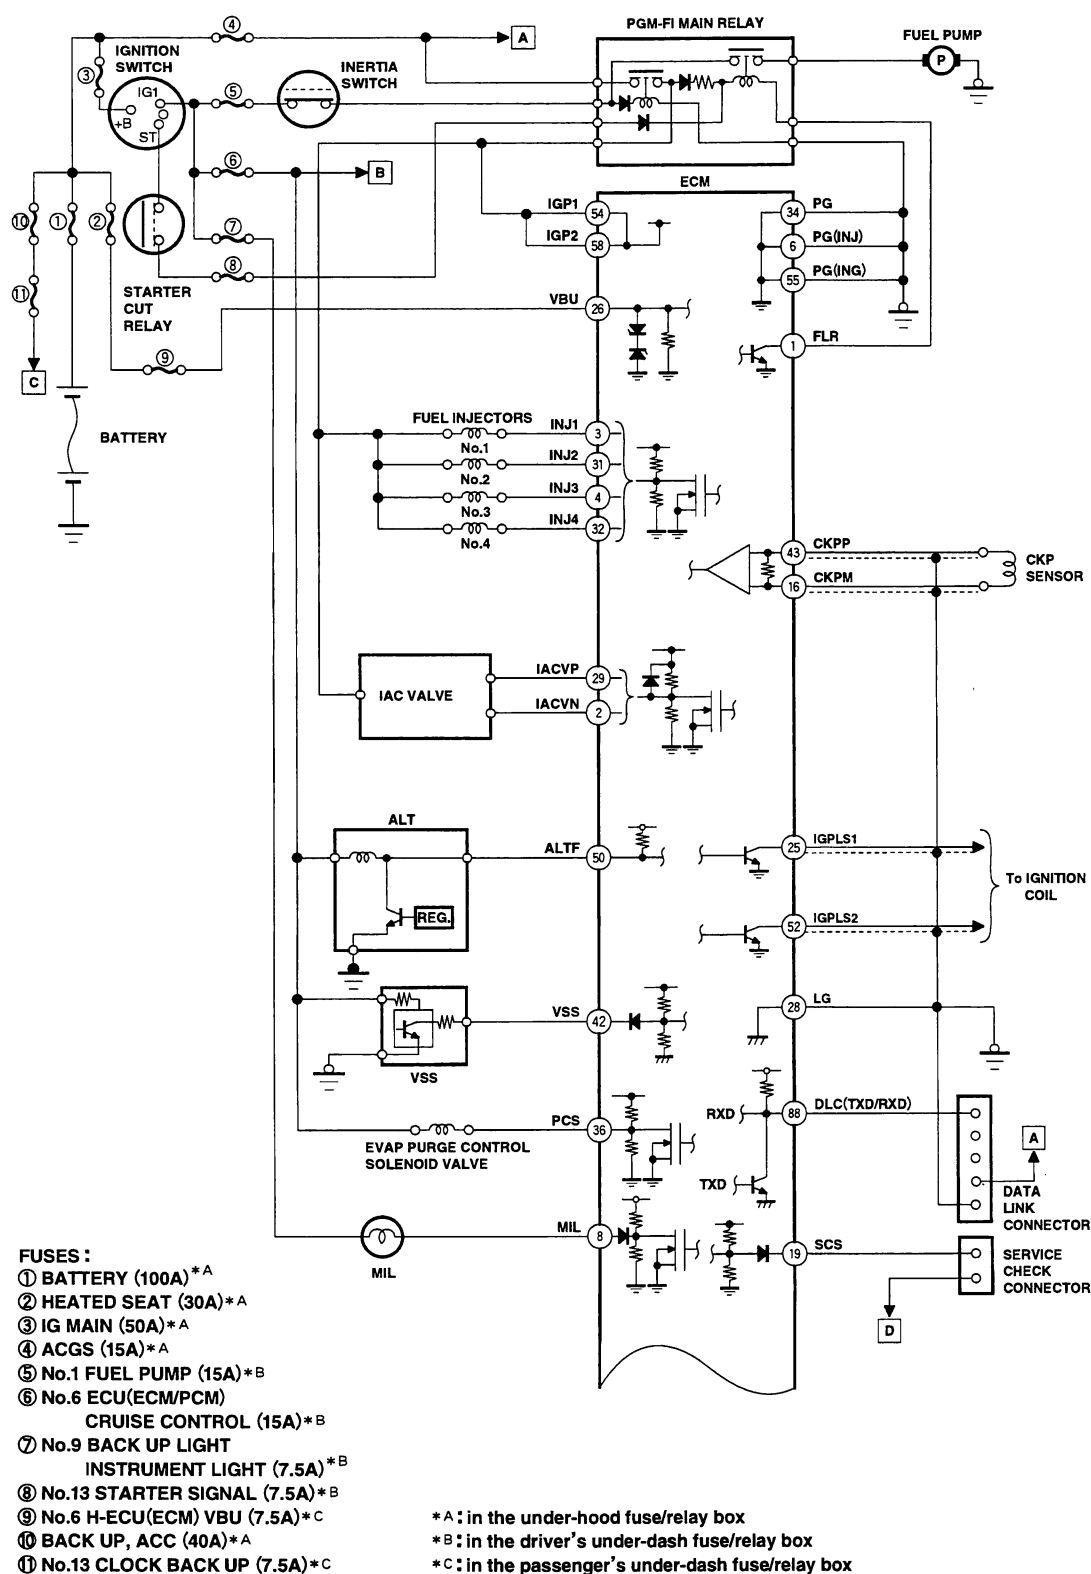 PGM-FI MAIN RELAY
FUEL PUMP
P
④
A
IGNITION
SWITCH
INERTIA
SWITCH
③
IG1
+B
ST
⑤
⑥
B
⑩
①
②
⑦
⑧
⑪
STARTER
CUT
RELAY
⑨
C
BATTERY
ECM
IGP1
54
IGP2
58
VBU
26
34
PG
6
PG(INJ)
55
PG(ING)
1
FLR
FUEL INJECTORS
No.1
INJ1
3
No.2
INJ2
31
No.3
INJ3
4
No.4
INJ4
32
43
CKPP
16
CKPM
CKP
SENSOR
IAC VALVE
IACVP
29
IACVN
2
ALT
REG.
ALTF
50
25
IGPLS1
52
IGPLS2
To IGNITION
COIL
VSS
VSS
42
28
LG
EVAP PURGE CONTROL
SOLENOID VALVE
PCS
36
RXD
TXD
88
DLC(TXD/RXD)
A
DATA
LINK
CONNECTOR
MIL
MIL
8
19
SCS
SERVICE
CHECK
CONNECTOR
D
FUSES :
① BATTERY (100A)*A
② HEATED SEAT (30A)*A
③ IG MAIN (50A)*A
④ ACGS (15A)*A
⑤ No.1 FUEL PUMP (15A)*B
⑥ No.6 ECU(ECM/PCM)
CRUISE CONTROL (15A)*B
⑦ No.9 BACK UP LIGHT
INSTRUMENT LIGHT (7.5A)*B
⑧ No.13 STARTER SIGNAL (7.5A)*B
⑨ No.6 H-ECU(ECM) VBU (7.5A)*C
⑩ BACK UP, ACC (40A)*A
⑪ No.13 CLOCK BACK UP (7.5A)*C
*A : in the under-hood fuse/relay box
*B : in the driver's under-dash fuse/relay box
*C : in the passenger's under-dash fuse/relay box